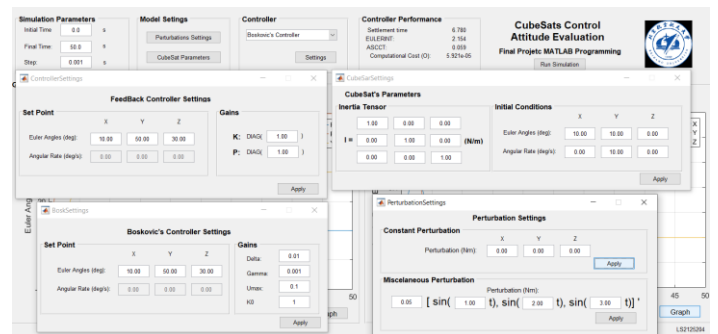 Simulation Parameters
Initial Time 0.0 s
Final Time: 50.0 s
Step: 0.001 s
Model Settings
Perturbations Settings
CubeSat Parameters
Controller
Boskovic's Controller
Settings
Controller Performance
Settlement time 6.780
EULERINT: 2.154
ASCCT: 0.059
Computational Cost (O): 5.921e-05
CubeSats Control
Attitude Evaluation
Final Projetc MATLAB Programming
Run Simulation
ControllerSettings
FeedBack Controller Settings
Set Point
X Y Z
Euler Angles (deg): 10.00 50.00 30.00
Angular Rate (deg/s): 0.00 0.00 0.00
Gains
K: DIAG( 1.00 )
P: DIAG( 1.00 )
Apply
CubeSatSettings
CubeSat's Parameters
Inertia Tensor
1.00 0.00 0.00
I = 0.00 1.00 0.00 (N/m)
0.00 0.00 1.00
Initial Conditions
X Y Z
Euler Angles (deg): 10.00 10.00 0.00
Angular Rate (deg/s): 0.00 10.00 0.00
Apply
X
Y
Z
Euler Ang
BoskSettings
Boskovic's Controller Settings
Set Point
X Y Z
Euler Angles (deg): 10.00 50.00 30.00
Angular Rate (deg/s): 0.00 0.00 0.00
Gains
Delta: 0.01
Gamma: 0.001
Umax: 0.1
K0 1
Apply
50
ph
PerturbationSettings
Perturbation Settings
Constant Perturbation
X Y Z
Perturbation (Nm): 0.00 0.00 0.00
Apply
Miscelaneous Perturbation
Perturbation (Nm):
0.05 [ sin( 1.00 t), sin( 2.00 t), sin( 3.00 t)] '
Apply
45 50
Graph
LS2125204